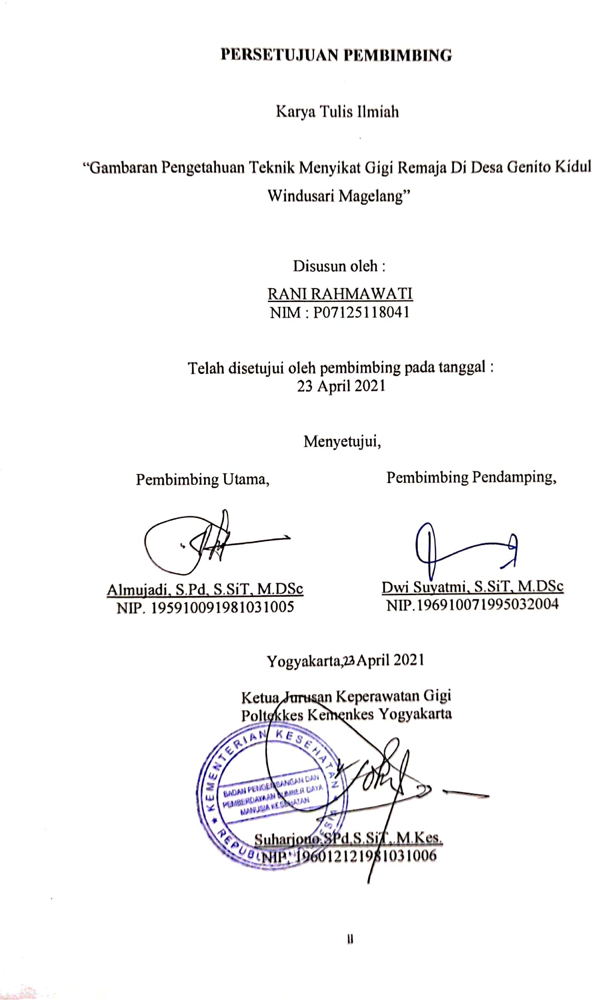 PERSETUJUAN PEMBIMBING
Karya Tulis Ilmiah
“Gambaran Pengetahuan Teknik Menyikat Gigi Remaja Di Desa Genito Kidul
Windusari Magelang”
Disusun oleh :
RANI RAHMAWATI
NIM : P07125118041
Telah disetujui oleh pembimbing pada tanggal :
23 April 2021
Menyetujui,
Pembimbing Utama,
Pembimbing Pendamping,
Almujadi, S.Pd, S.SiT, M.DSc
NIP. 195910091981031005
Dwi Suyatmi, S.SiT, M.DSc
NIP.196910071995032004
Yogyakarta,23 April 2021
Ketua Jurusan Keperawatan Gigi
Poltekkes Kemenkes Yogyakarta
KEMENTERIAN KESEHATAN
BADAN PENGEMBANGAN DAN
PEMBERDAYAAN SUMBER DAYA
MANUSIA KESEHATAN
Suharjono,SPd,S.SiT,.M.Kes.
NIP. 196012121981031006
II